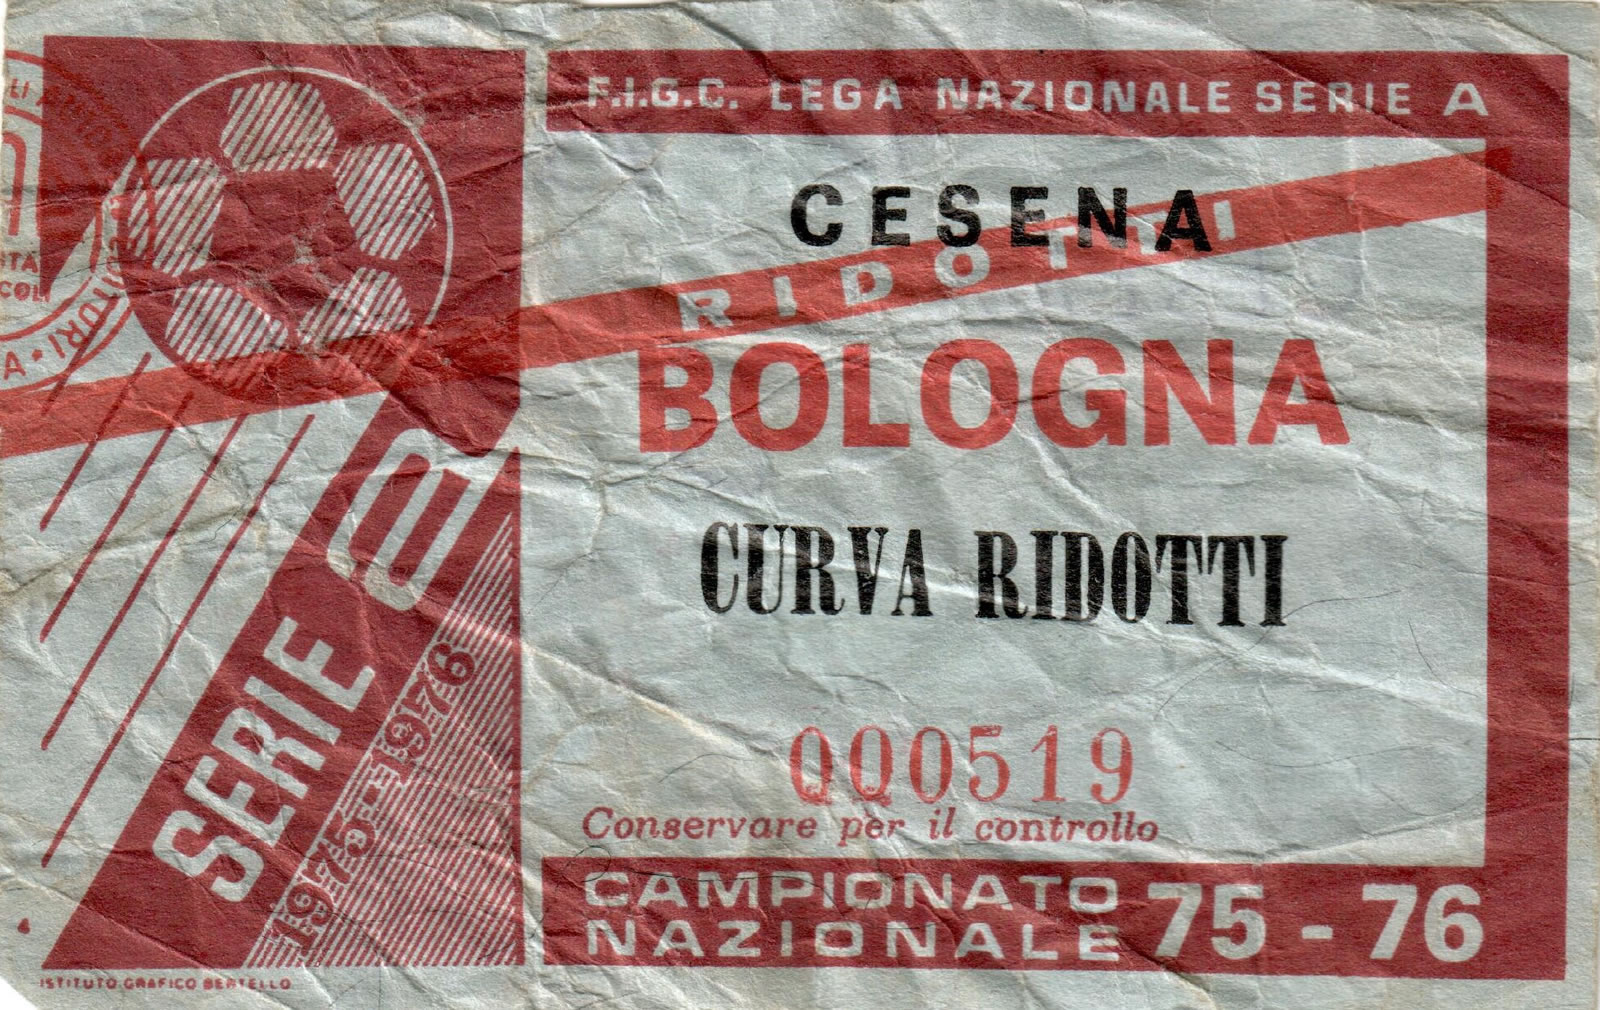 F.I.G.C. LEGA NAZIONALE SERIE A
CESENA
RIDOTTI
BOLOGNA
CURVA RIDOTTI
000519
Conservare per il controllo
CAMPIONATO
NAZIONALE 75 - 76
SERIE a
1975-1976
ISTITUTO GRAFICO BERTELLO